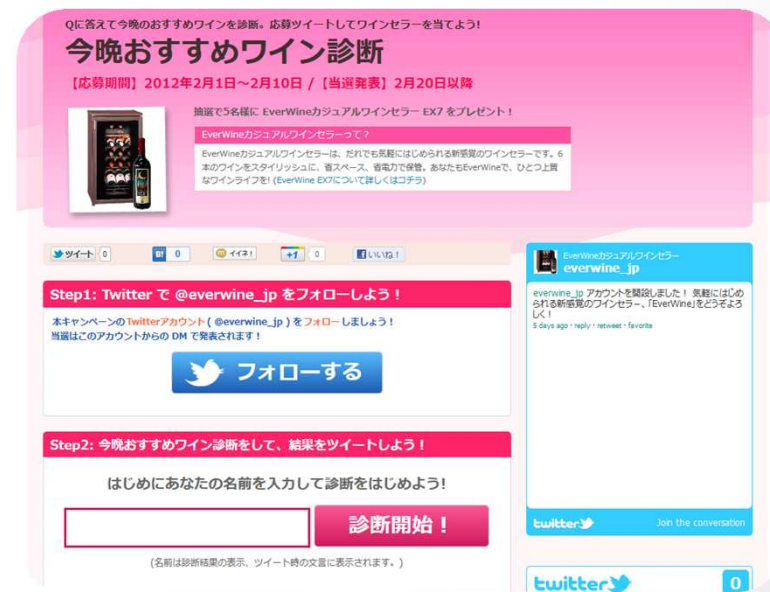 Qに答えて今晩のおすすめワインを診断。応募ツイートしてワインセラーを当てよう!
今晩おすすめワイン診断
【応募期間】2012年2月1日～2月10日 /【当選発表】2月20日以降
抽選で5名様に EverWineカジュアルワインセラー EX7 をプレゼント！
EverWineカジュアルワインセラーって？
EverWineカジュアルワインセラーは、だれでも気軽にはじめられる新感覚のワインセラーです。6
本のワインをスタイリッシュに、省スペース、省電力で保管。あなたもEverWineで、ひとつ上質
なワインライフを! (EverWine EX7について詳しくはコチラ)
ツイート 0
B! 0
イイネ!
+1 0
いいね！
Step1: Twitter で @everwine_jp をフォローしよう！
本キャンペーンのTwitterアカウント ( @everwine_jp ) をフォロー しましょう！
当選はこのアカウントからの DM で発表されます！
フォローする
Step2: 今晩おすすめワイン診断をして、結果をツイートしよう！
はじめにあなたの名前を入力して診断をはじめよう!
診断開始！
(名前は診断結果の表示、ツイート時の文言に表示されます。)
EverWineカジュアルワインセラー
everwine_jp
everwine_jp アカウントを開設しました！ 気軽にはじめ
られる新感覚のワインセラー、「EverWine」をどうぞよろ
しく！
5 days ago · reply · retweet · favorite
twitter
Join the conversation
twitter
0